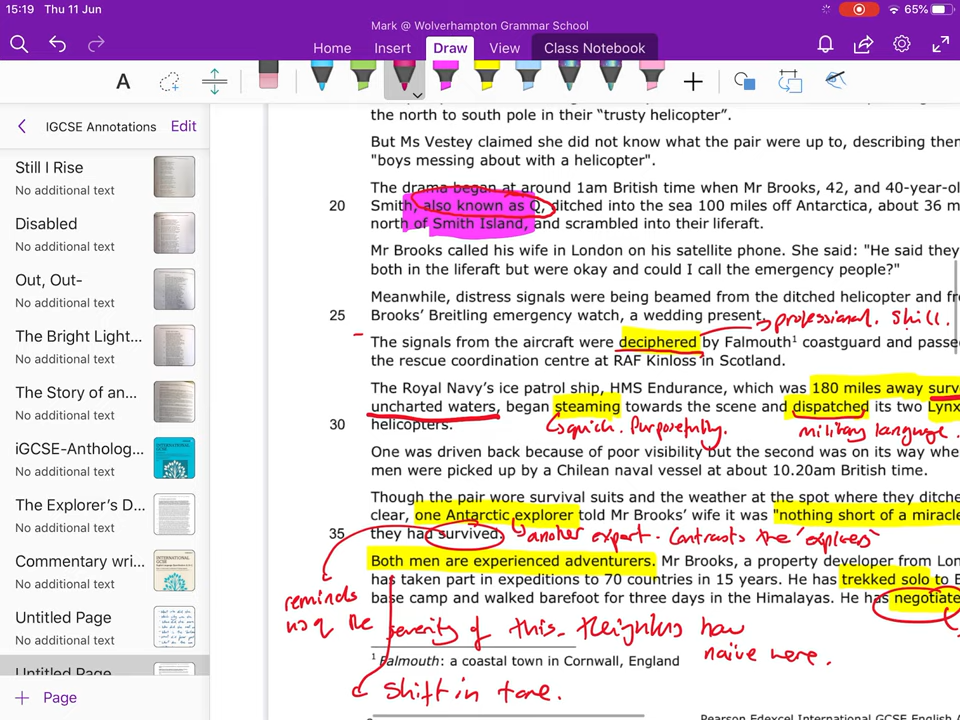 15:19 Thu 11 Jun
65%
Mark @ Wolverhampton Grammar School
Home Insert Draw View Class Notebook
A
IGCSE Annotations Edit
Still I Rise
No additional text
Disabled
No additional text
Out, Out-
No additional text
The Bright Light...
No additional text
The Story of an...
No additional text
iGCSE-Antholog...
No additional text
The Explorer's D...
No additional text
Commentary wri...
No additional text
Untitled Page
No additional text
Untitled Page
Page
the north to south pole in their "trusty helicopter".
But Ms Vestey claimed she did not know what the pair were up to, describing then
"boys messing about with a helicopter".
The drama began at around 1am British time when Mr Brooks, 42, and 40-year-ol
20 Smith, also known as Q, ditched into the sea 100 miles off Antarctica, about 36 m
north of Smith Island, and scrambled into their liferaft.
Mr Brooks called his wife in London on his satellite phone. She said: "He said they
both in the liferaft but were okay and could I call the emergency people?"
Meanwhile, distress signals were being beamed from the ditched helicopter and fr
25 Brooks' Breitling emergency watch, a wedding present.
professional. Skill.
The signals from the aircraft were deciphered by Falmouth¹ coastguard and passe
the rescue coordination centre at RAF Kinloss in Scotland.
The Royal Navy's ice patrol ship, HMS Endurance, which was 180 miles away surv
uncharted waters, began steaming towards the scene and dispatched its two Lynx
30 helicopters.
quick. Purposefully.
military language.
One was driven back because of poor visibility but the second was on its way whe
men were picked up by a Chilean naval vessel at about 10.20am British time.
Though the pair wore survival suits and the weather at the spot where they ditche
clear, one Antarctic explorer told Mr Brooks' wife it was "nothing short of a miracle
35 they had survived.
another expert. Contrasts the
Both men are experienced adventurers. Mr Brooks, a property developer from Lon
has taken part in expeditions to 70 countries in 15 years. He has trekked solo to E
base camp and walked barefoot for three days in the Himalayas. He has negotiate
reminds
us of the severity of this. Heightens how
naive were.
¹ Falmouth: a coastal town in Cornwall, England
Shift in tone.
Pearson Edexcel International GCSE English A